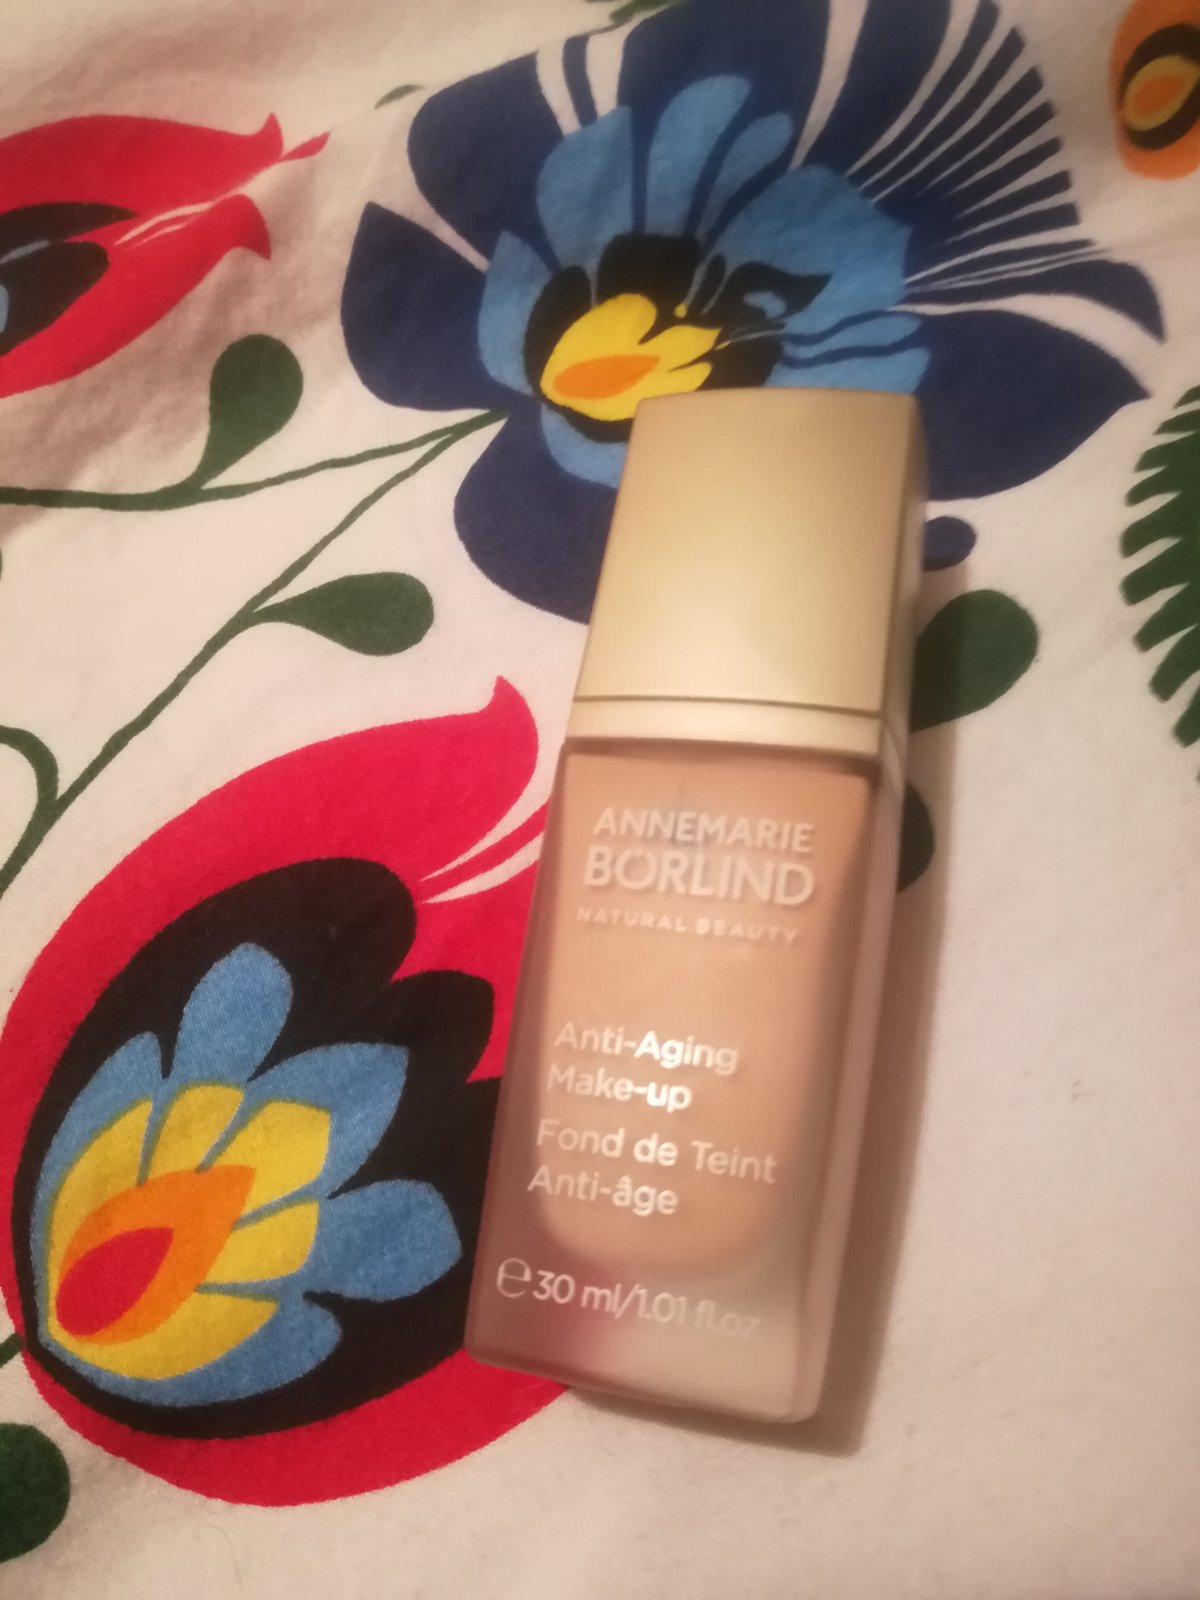 ANNEMARIE
BÖRLIND
NATURAL BEAUTY
Anti-Aging
Make-up
Fond de Teint
Anti-âge
℮ 30 ml/1.01 fl.oz